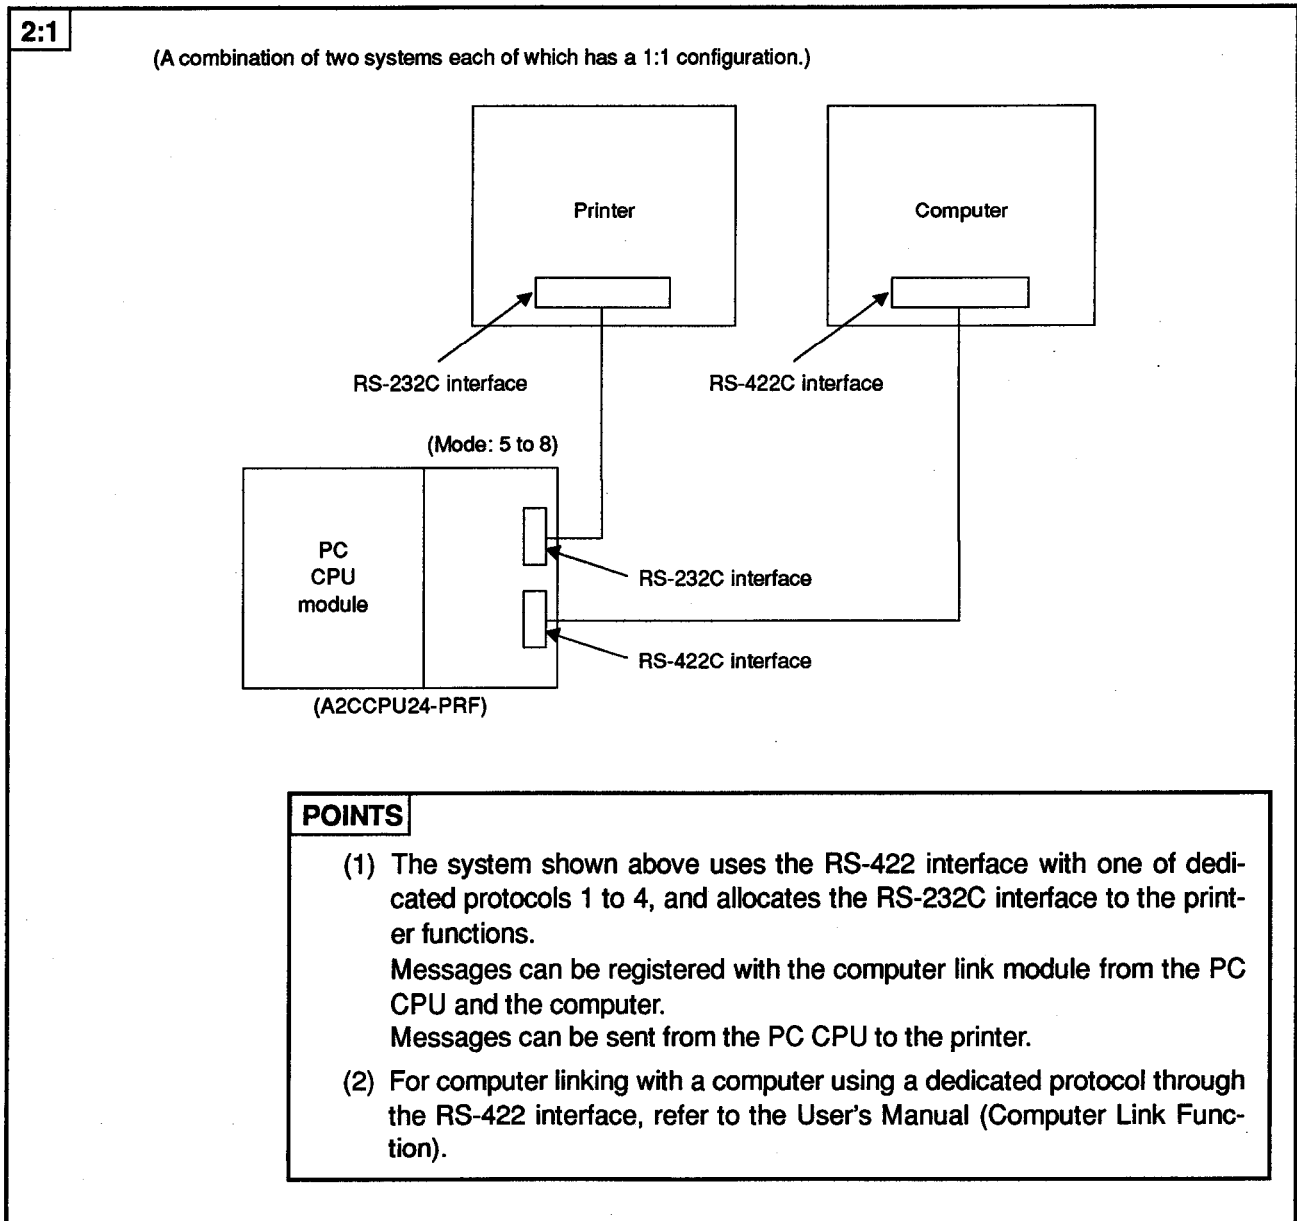 2:1
(A combination of two systems each of which has a 1:1 configuration.)
Printer
Computer
RS-232C interface
RS-422C interface
(Mode: 5 to 8)
PC
CPU
module
RS-232C interface
RS-422C interface
(A2CCPU24-PRF)
POINTS
(1) The system shown above uses the RS-422 interface with one of dedi-
cated protocols 1 to 4, and allocates the RS-232C interface to the print-
er functions.
Messages can be registered with the computer link module from the PC
CPU and the computer.
Messages can be sent from the PC CPU to the printer.
(2) For computer linking with a computer using a dedicated protocol through
the RS-422 interface, refer to the User's Manual (Computer Link Func-
tion).